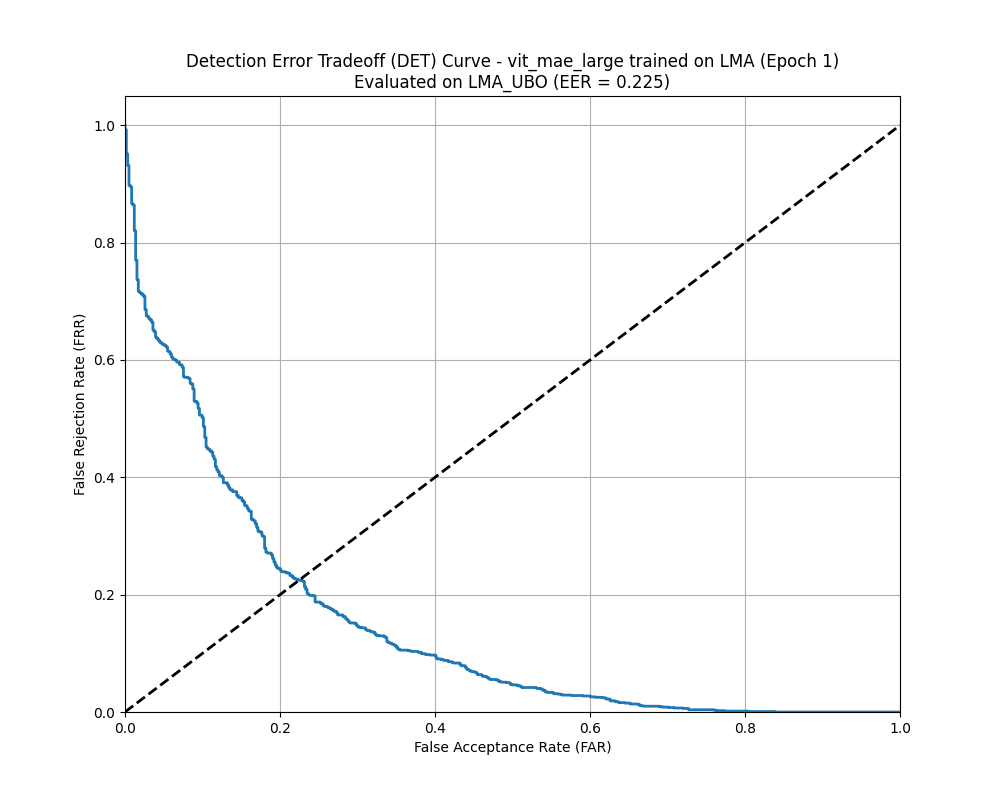 Detection Error Tradeoff (DET) Curve - vit_mae_large trained on LMA (Epoch 1)
Evaluated on LMA_UBO (EER = 0.225)
1.0
0.8
0.6
0.4
0.2
0.0
False Rejection Rate (FRR)
0.0 0.2 0.4 0.6 0.8 1.0
False Acceptance Rate (FAR)